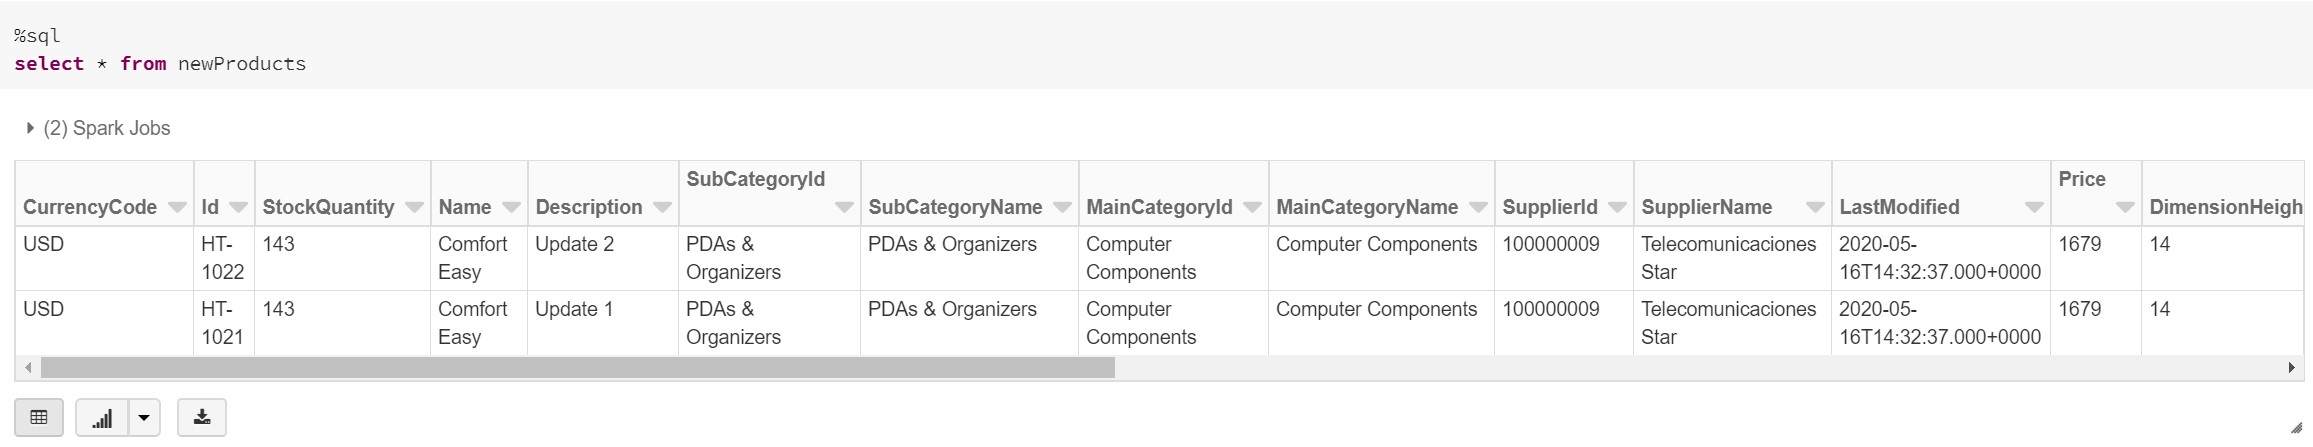 %sql
select * from newProducts
(2) Spark Jobs
CurrencyCode Id StockQuantity Name Description SubCategoryId SubCategoryName MainCategoryId MainCategoryName SupplierId SupplierName LastModified Price DimensionHeigh
USD HT- 143 Comfort Update 2 PDAs & PDAs & Organizers Computer Computer Components 100000009 Telecomunicaciones 2020-05- 1679 14
1022 Easy Organizers Components Star 16T14:32:37.000+0000
USD HT- 143 Comfort Update 1 PDAs & PDAs & Organizers Computer Computer Components 100000009 Telecomunicaciones 2020-05- 1679 14
1021 Easy Organizers Components Star 16T14:32:37.000+0000